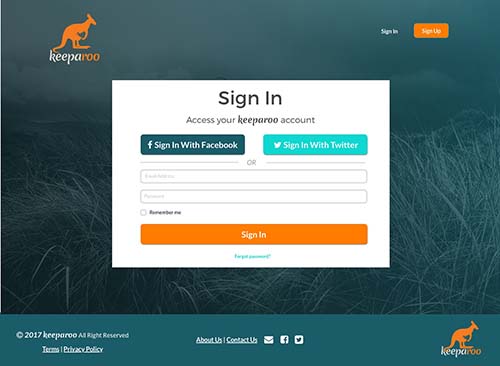 keeparoo
Sign In
Sign Up
Sign In
Access your keeparoo account
Sign In With Facebook
Sign In With Twitter
OR
Email Address
Password
Remember me
Sign In
Forgot password?
© 2017 keeparoo All Right Reserved
Terms | Privacy Policy
About Us | Contact Us
keeparoo